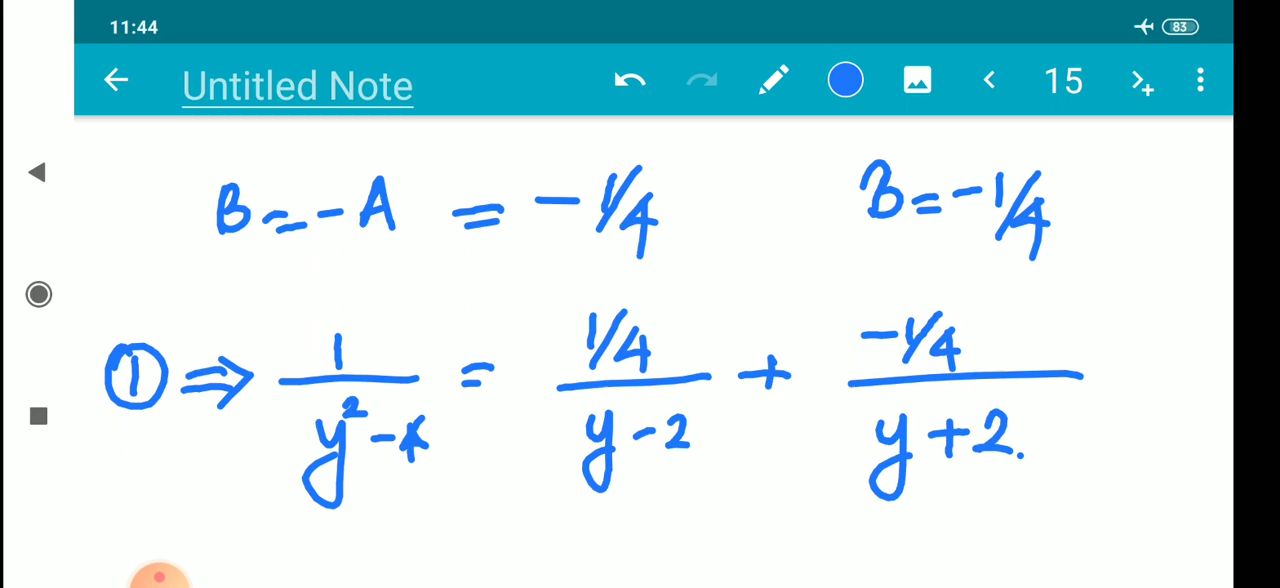 11:44 83
Untitled Note 15
B = -A = -1/4 B = -1/4
① ⇒ 1/(y²-4) = (1/4)/(y-2) + (-1/4)/(y+2).